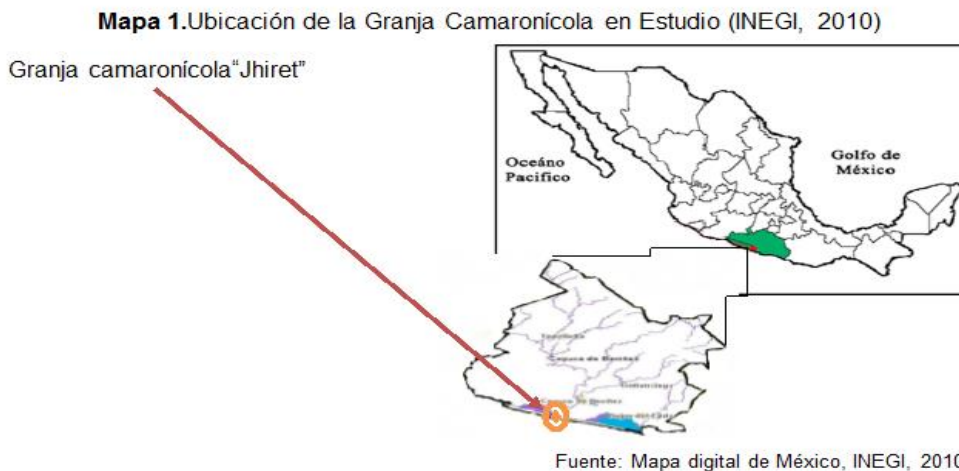 Mapa 1.Ubicación de la Granja Camaronícola en Estudio (INEGI, 2010)
Granja camaronícola“Jhiret”
Océano
Pacifico
Golfo de
México
Fuente: Mapa digital de México, INEGI, 2010